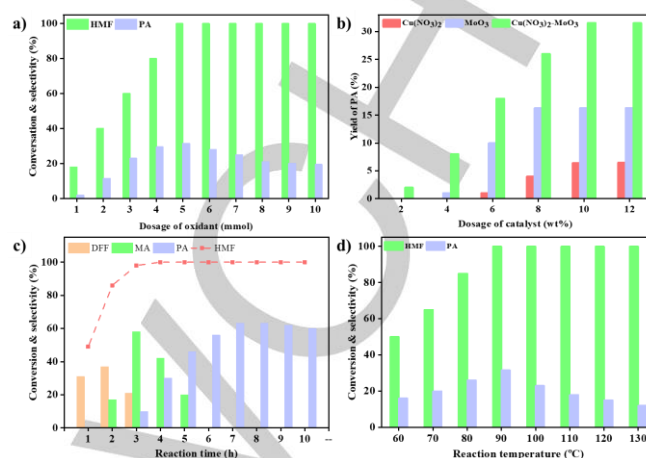 a)
HMF PA
Conversation & selectivity (%)
100
80
60
40
20
0
1 2 3 4 5 6 7 8 9 10
Dosage of oxidant (mmol)
b)
Cu(NO₃)₂ MoO₃ Cu(NO₃)₂-MoO₃
Yield of PA (%)
30
25
20
15
10
5
0
2 4 6 8 10 12
Dosage of catalyst (wt%)
c)
DFF MA PA HMF
Conversion & selectivity (%)
100
80
60
40
20
0
1 2 3 4 5 6 7 8 9 10 --
Reaction time (h)
d)
HMF PA
Conversion & selectivity (%)
100
80
60
40
20
0
60 70 80 90 100 110 120 130
Reaction temperature (°C)